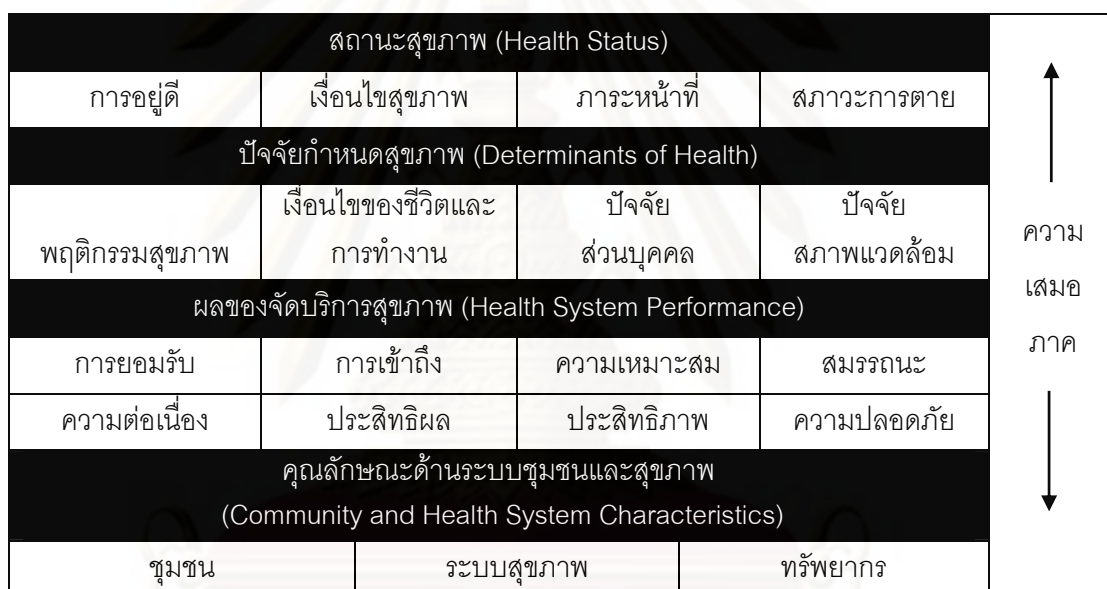 สถานะสุขภาพ (Health Status)
การอยู่ดี เงื่อนไขสุขภาพ ภาระหน้าที่ สภาวะการตาย
ปัจจัยกำหนดสุขภาพ (Determinants of Health)
เงื่อนไขของชีวิตและ ปัจจัย ปัจจัย
พฤติกรรมสุขภาพ การทำงาน ส่วนบุคคล สภาพแวดล้อม
ผลของจัดบริการสุขภาพ (Health System Performance)
การยอมรับ การเข้าถึง ความเหมาะสม สมรรถนะ
ความต่อเนื่อง ประสิทธิผล ประสิทธิภาพ ความปลอดภัย
คุณลักษณะด้านระบบชุมชนและสุขภาพ
(Community and Health System Characteristics)
ชุมชน ระบบสุขภาพ ทรัพยากร
ความ
เสมอ
ภาค